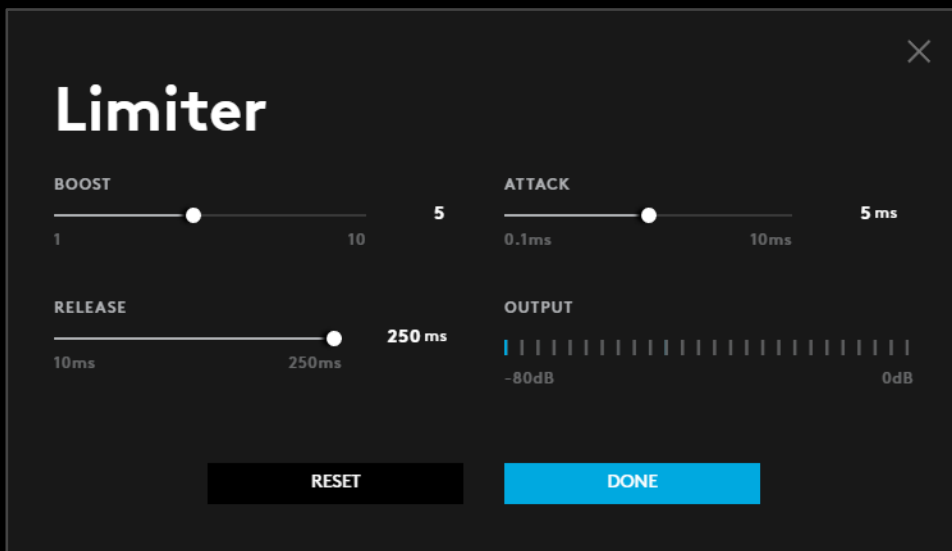 Limiter
BOOST
5
1
10
ATTACK
5 ms
0.1ms
10ms
RELEASE
250 ms
10ms
250ms
OUTPUT
-80dB
0dB
RESET
DONE